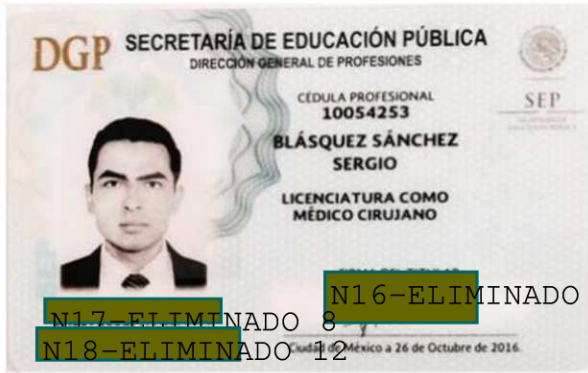 DGP
SECRETARÍA DE EDUCACIÓN PÚBLICA
DIRECCIÓN GENERAL DE PROFESIONES
CÉDULA PROFESIONAL
10054253
SEP
BLÁSQUEZ SÁNCHEZ
SERGIO
LICENCIATURA COMO
MÉDICO CIRUJANO
N16-ELIMINADO
N17-ELIMINADO 8
N18-ELIMINADO 12
Ciudad de México a 26 de Octubre de 2016.